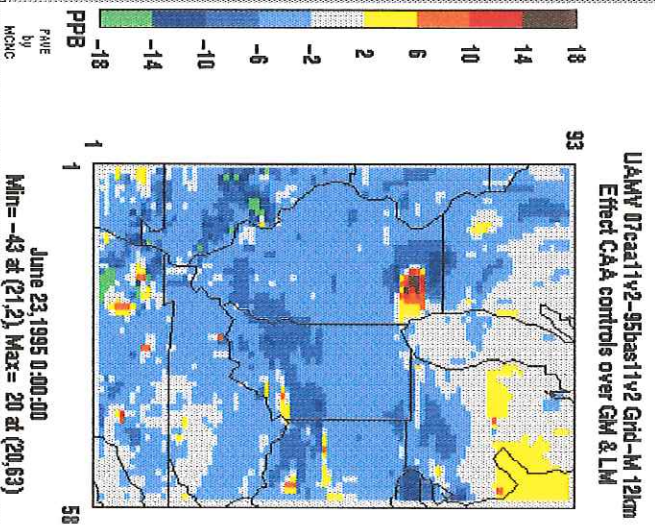 UAMV 07caa11v2-95bas11v2 Grid-M 12km
Effect CAA controls over GM & LM
18
14
10
6
2
-2
-6
-10
-14
-18
PPB
93
1
1
58
PAVE
by
MCNC
June 23,1995 0:00:00
Min= -43 at (21,2), Max= 20 at (20,63)